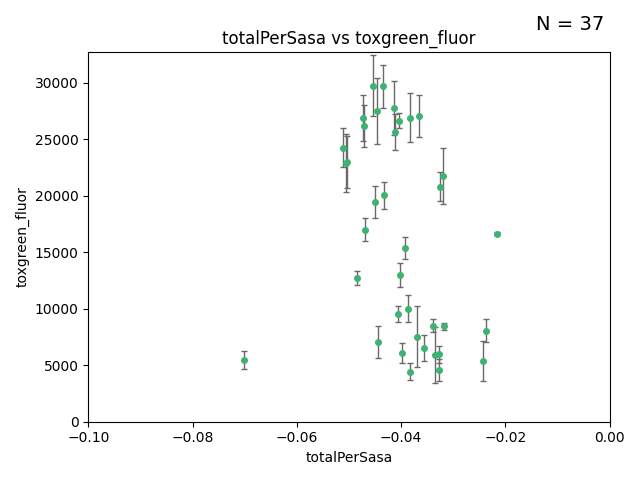 N = 37
totalPerSasa vs toxgreen_fluor
toxgreen_fluor
30000
25000
20000
15000
10000
5000
0
−0.10 −0.08 −0.06 −0.04 −0.02 0.00
totalPerSasa